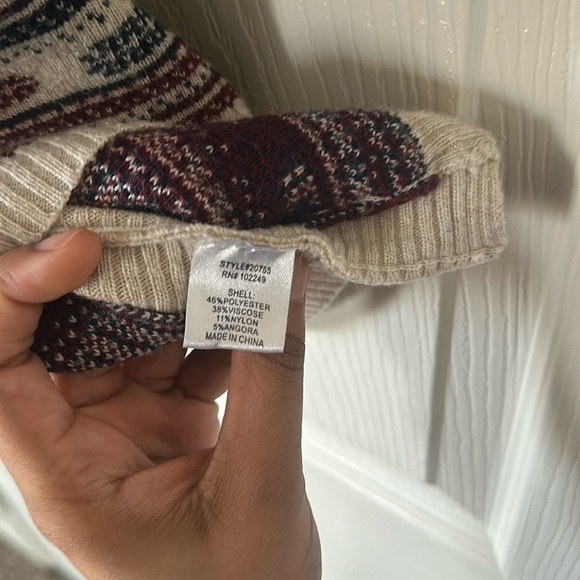 STYLE#20755
RN# 102249
SHELL:
46%POLYESTER
38%VISCOSE
11%NYLON
5%ANGORA
MADE IN CHINA